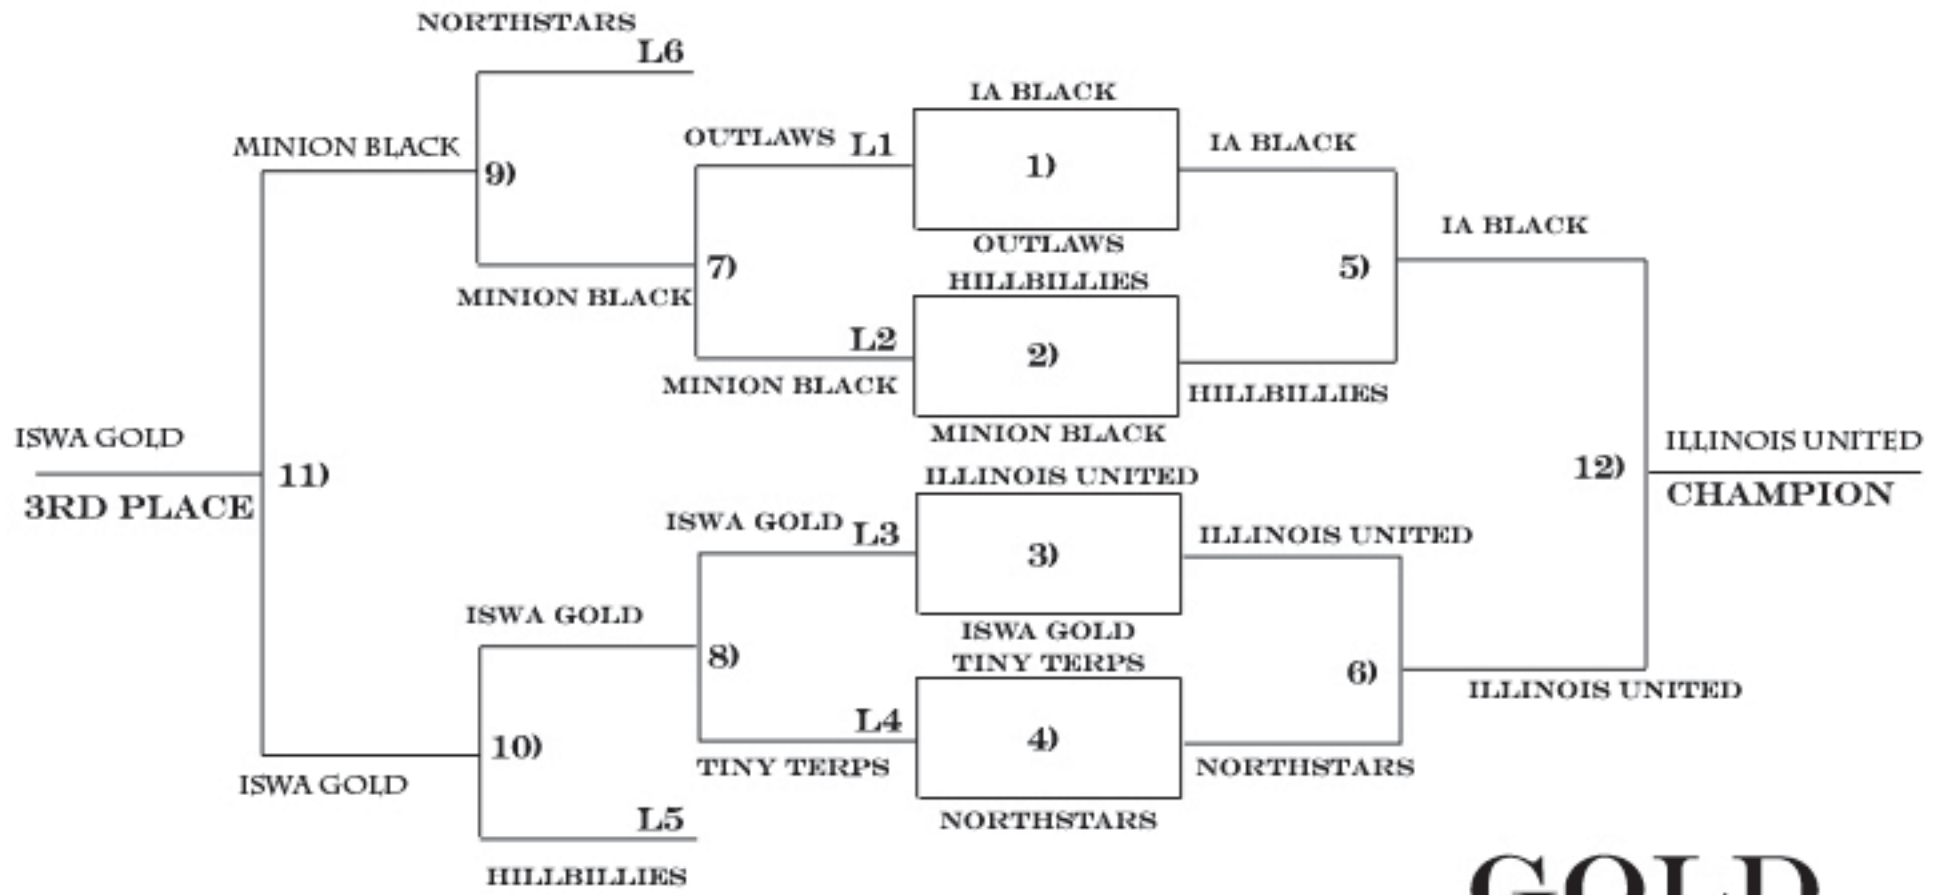 NORTHSTARS
L6
IA BLACK
OUTLAWS L1
IA BLACK
MINION BLACK
1)
9)
IA BLACK
OUTLAWS
7)
5)
HILLBILLIES
MINION BLACK
L2
2)
MINION BLACK
HILLBILLIES
MINION BLACK
ISWA GOLD
ILLINOIS UNITED
11)
12)
ILLINOIS UNITED
3RD PLACE
CHAMPION
ISWA GOLD L3
ILLINOIS UNITED
3)
ISWA GOLD
ISWA GOLD
8)
TINY TERPS
6)
ILLINOIS UNITED
L4
4)
10)
TINY TERPS
NORTHSTARS
ISWA GOLD
L5
NORTHSTARS
HILLBILLIES
GOLD